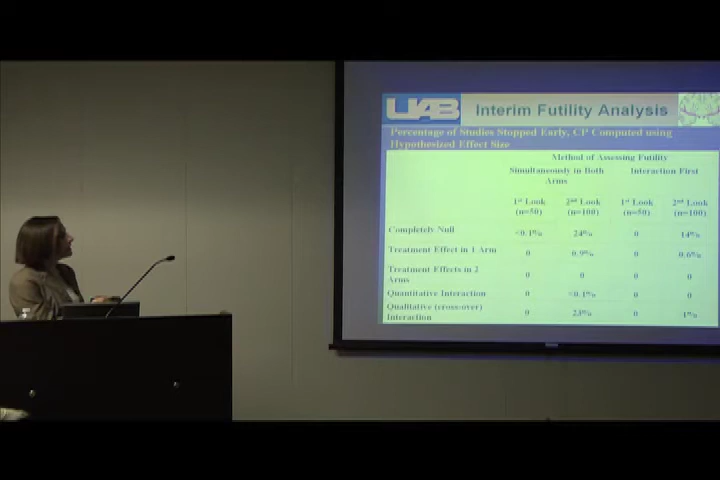 UAB Interim Futility Analysis
Percentage of Studies Stopped Early, CP Computed using
Hypothesized Effect Size
Method of Assessing Futility
Simultaneously in Both Arms Interaction First
1st Look (n=50) 2nd Look (n=100) 1st Look (n=50) 2nd Look (n=100)
Completely Null <0.1% 24% 0 14%
Treatment Effect in 1 Arm 0 0.9% 0 0.6%
Treatment Effects in 2 Arms 0 0 0 0
Quantitative Interaction 0 <0.1% 0 0
Qualitative (cross-over) Interaction 0 23% 0 1%